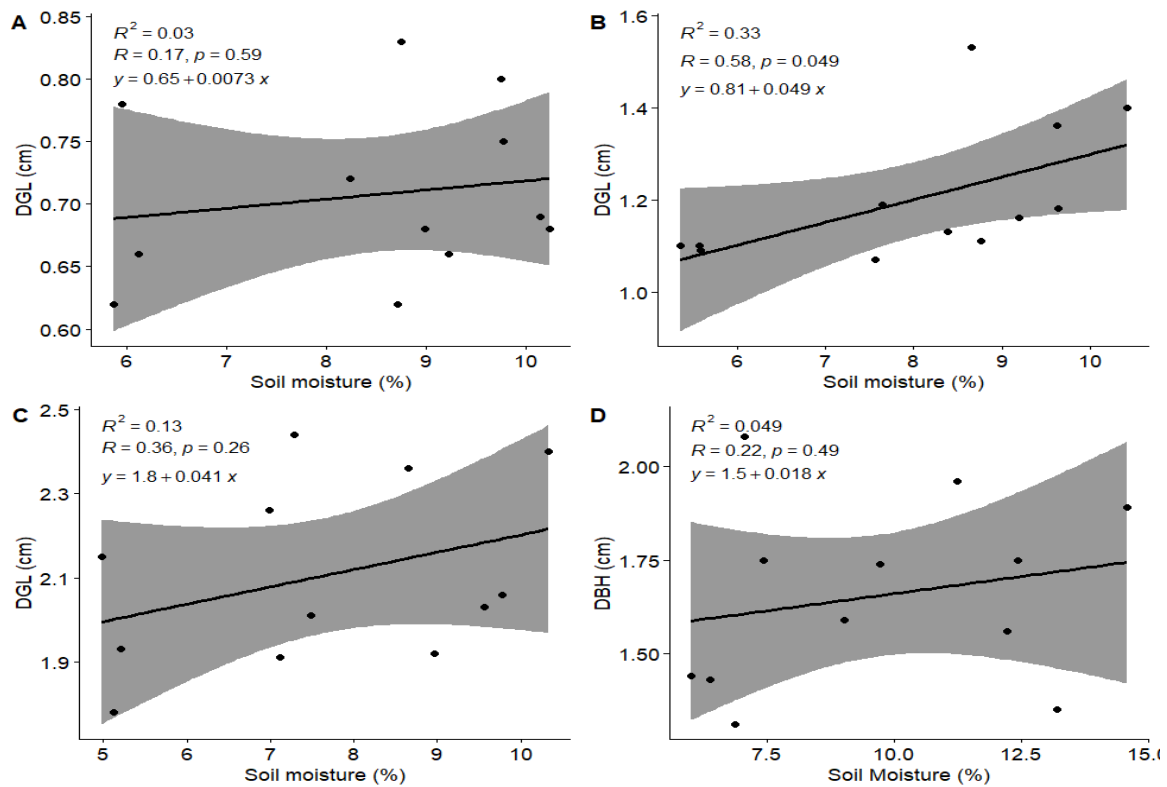 A
R² = 0.03
R = 0.17, p = 0.59
y = 0.65 + 0.0073 x
0.85
0.80
0.75
0.70
0.65
0.60
DGL (cm)
6 7 8 9 10
Soil moisture (%)
B
R² = 0.33
R = 0.58, p = 0.049
y = 0.81 + 0.049 x
1.6
1.4
1.2
1.0
DGL (cm)
6 7 8 9 10
Soil moisture (%)
C
R² = 0.13
R = 0.36, p = 0.26
y = 1.8 + 0.041 x
2.5
2.3
2.1
1.9
DGL (cm)
5 6 7 8 9 10
Soil moisture (%)
D
R² = 0.049
R = 0.22, p = 0.49
y = 1.5 + 0.018 x
2.00
1.75
1.50
DBH (cm)
7.5 10.0 12.5 15.0
Soil Moisture (%)